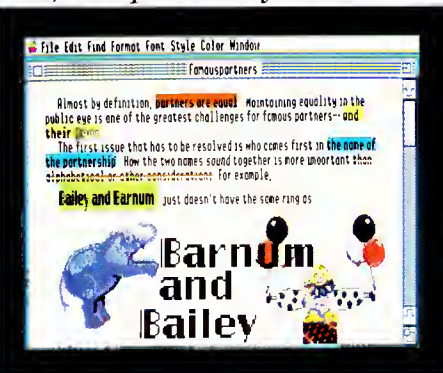 File Edit Find Format Font Style Color Window
Famouspartners
Almost by definition, partners are equal. Maintaining equality in the
public eye is one of the greatest challenges for famous partners--and
their
The first issue that has to be resolved is who comes first in the name of
the partnership. How the two names sound together is more important than
alphabetical or other considerations. For example,
Bailey and Barnum just doesn't have the same ring as
Barnum
and
Bailey